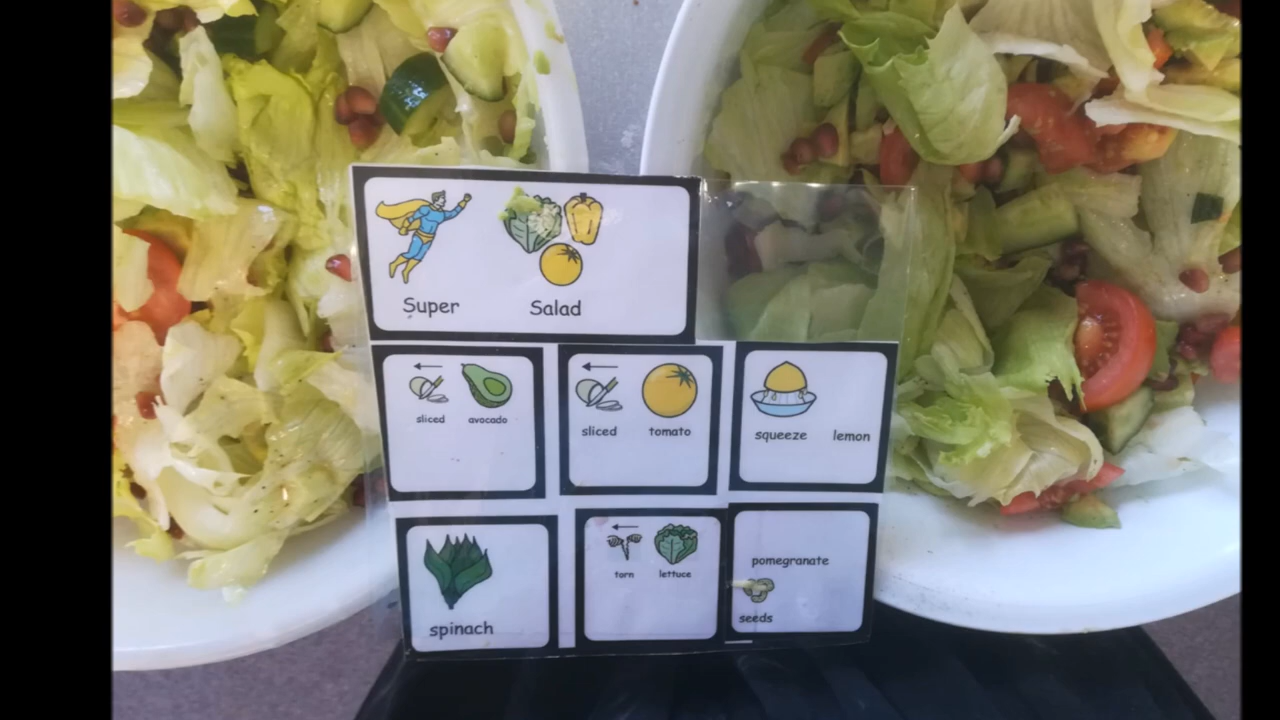 Super Salad
sliced avocado
sliced tomato
squeeze lemon
spinach
torn lettuce
pomegranate
seeds